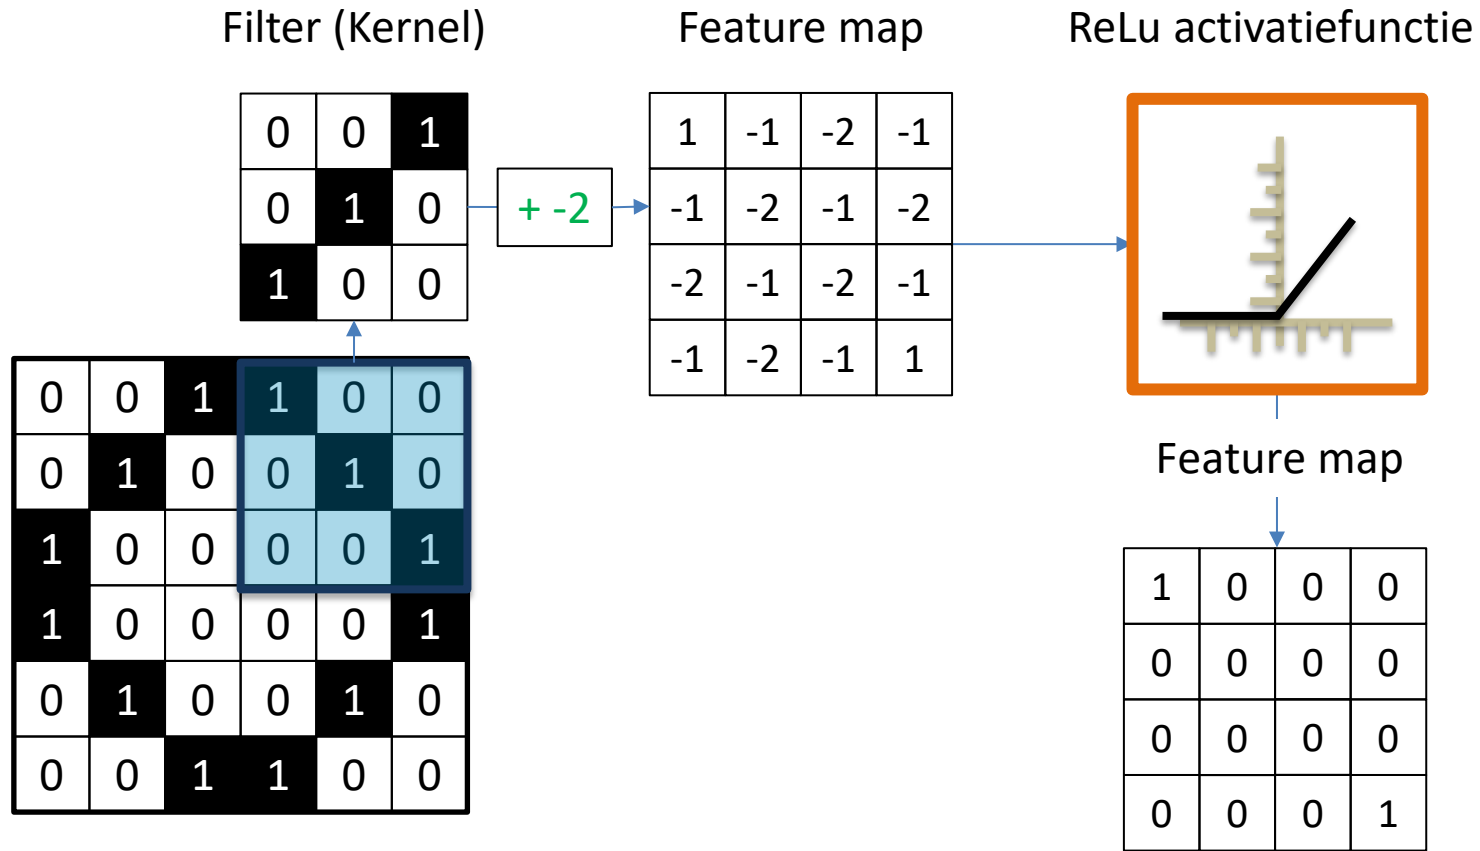 Filter (Kernel)
Feature map
ReLu activatiefunctie
0 0 1
0 1 0
1 0 0
+ -2
1 -1 -2 -1
-1 -2 -1 -2
-2 -1 -2 -1
-1 -2 -1 1
0 0 1 1 0 0
0 1 0 0 1 0
1 0 0 0 0 1
1 0 0 0 0 1
0 1 0 0 1 0
0 0 1 1 0 0
Feature map
1 0 0 0
0 0 0 0
0 0 0 0
0 0 0 1